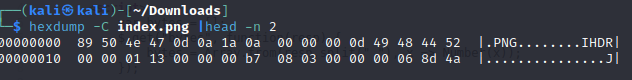 ┌──(kali㉿kali)-[~/Downloads]
└─$ hexdump -C index.png |head -n 2
00000000  89 50 4e 47 0d 0a 1a 0a  00 00 00 0d 49 48 44 52  |.PNG........IHDR|
00000010  00 00 01 13 00 00 00 b7  08 03 00 00 00 06 8d 4a  |...............J|